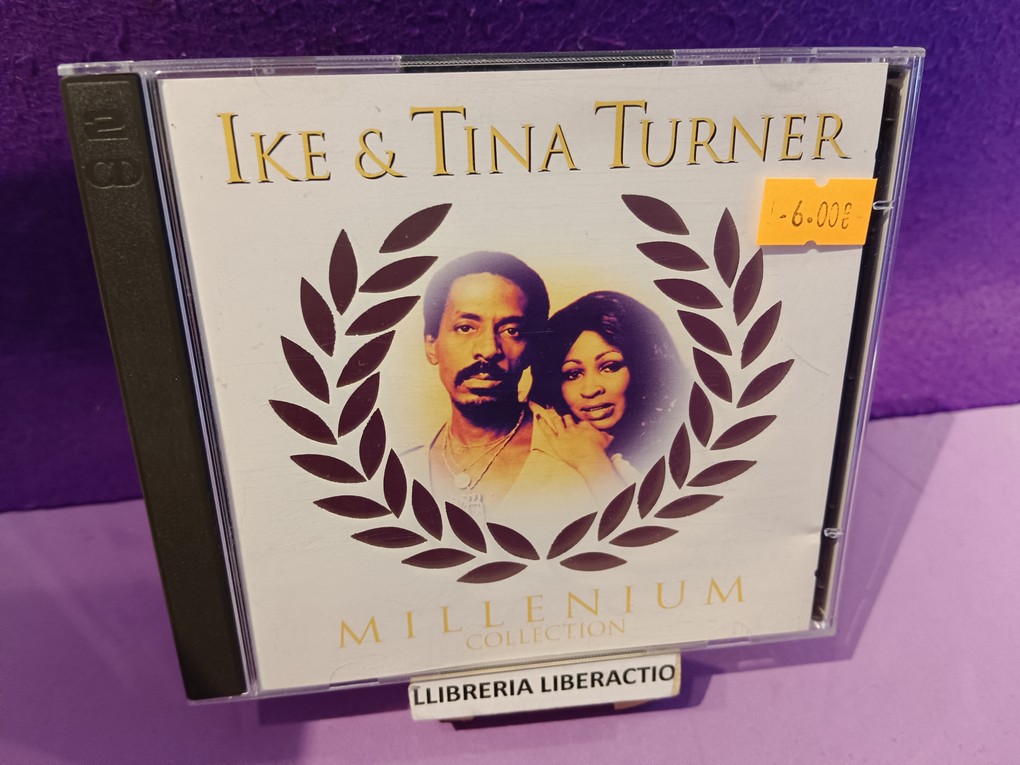 IKE & TINA TURNER
6.00€
MILLENIUM
COLLECTION
LLIBRERIA LIBERACTIO